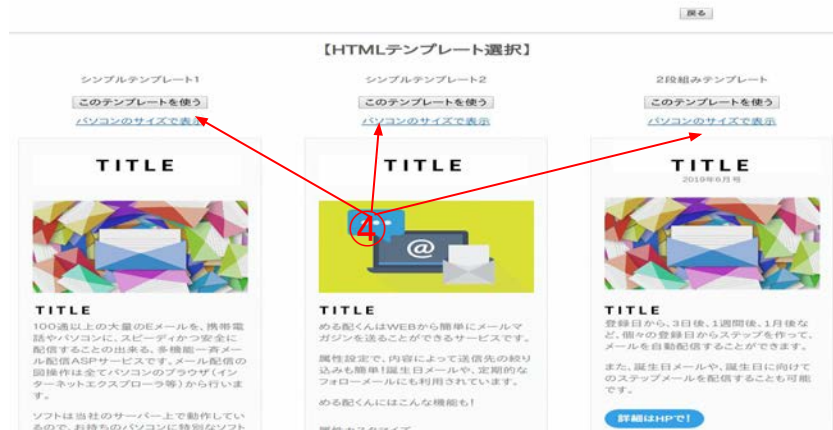 戻る
【HTMLテンプレート選択】
シンプルテンプレート1
このテンプレートを使う
パソコンのサイズで表示
TITLE
TITLE
100通以上の大量のEメールを、携帯電
話やパソコンに、スピーディかつ安全に
配信することの出来る、多機能一斉メー
ル配信ASPサービスです。メール配信の
図操作は全てパソコンのブラウザ(イン
ターネットエクスプローラ等)から行いま
す。
ソフトは当社のサーバー上で動作してい
るので、お持ちのパソコンに特別なソフト
シンプルテンプレート2
このテンプレートを使う
パソコンのサイズで表示
TITLE
④
@
TITLE
める配くんはWEBから簡単にメールマ
ガジンを送ることができるサービスです。
属性設定で、内容によって送信先の絞り
込みも簡単!誕生日メールや、定期的な
フォローメールにも利用されています。
める配くんにはこんな機能も!
属性カスタマイズ
2段組みテンプレート
このテンプレートを使う
パソコンのサイズで表示
TITLE
2019年6月号
TITLE
登録日から、3日後、1週間後、1月後な
ど、個々の登録日からステップを作って、
メールを自動配信することができます。
また、誕生日メールや、誕生日に向けて
のステップメールを配信することも可能
です。
詳細はHPで!